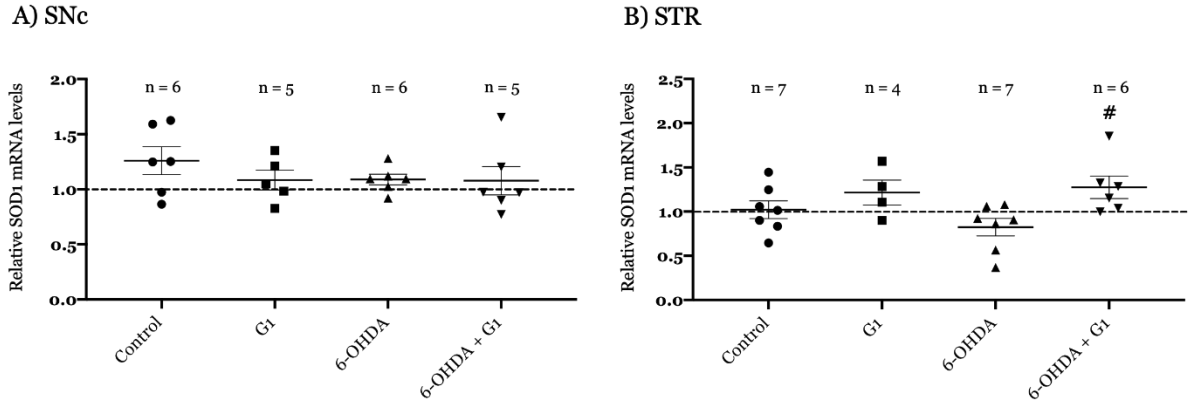 A) SNc
Relative SOD1 mRNA levels
2.0
1.5
1.0
0.5
0.0
n = 6
n = 5
n = 6
n = 5
Control
G1
6-OHDA
6-OHDA + G1
B) STR
Relative SOD1 mRNA levels
2.5
2.0
1.5
1.0
0.5
0.0
n = 7
n = 4
n = 7
n = 6
#
Control
G1
6-OHDA
6-OHDA + G1